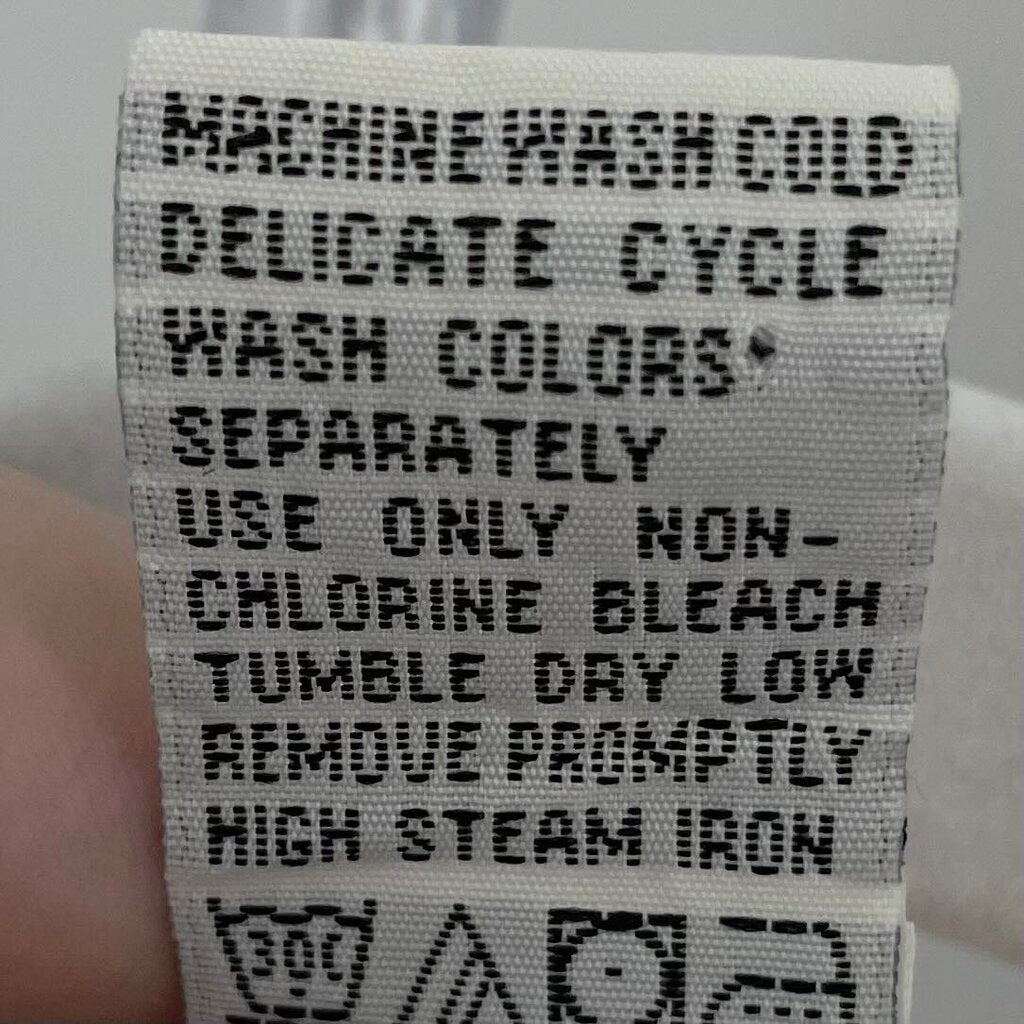 MACHINE WASH COLD
DELICATE CYCLE
WASH COLORS
SEPARATELY
USE ONLY NON-
CHLORINE BLEACH
TUMBLE DRY LOW
REMOVE PROMPTLY
HIGH STEAM IRON
30C